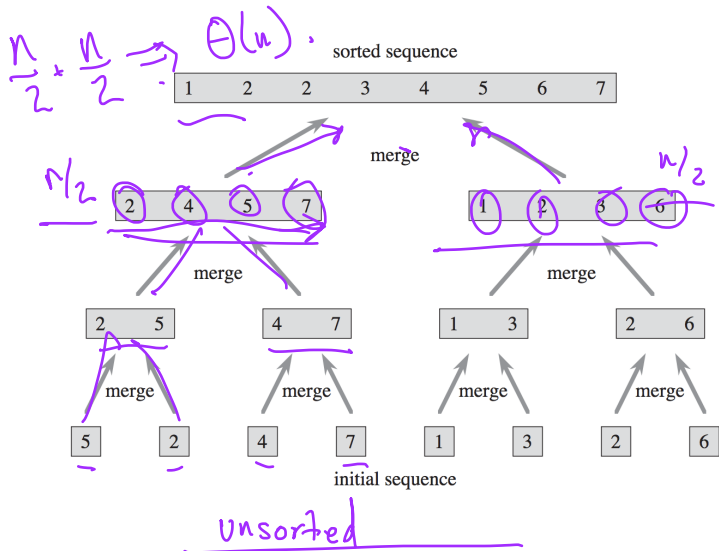 n/2 + n/2 ⇒ Θ(n).
sorted sequence
1 2 2 3 4 5 6 7
merge
n/2
n/2
2 4 5 7
1 2 3 6
merge
merge
2 5
4 7
1 3
2 6
merge
merge
merge
merge
5
2
4
7
1
3
2
6
initial sequence
unsorted